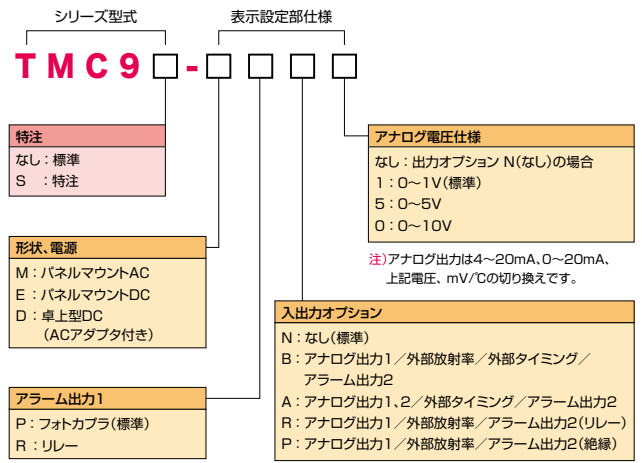 シリーズ型式
表示設定部仕様
TMC9□-□□□□
特注
なし：標準
S ：特注
形状、電源
M：パネルマウントAC
E：パネルマウントDC
D：卓上型DC
(ACアダプタ付き)
アラーム出力1
P：フォトカプラ(標準)
R：リレー
アナログ電圧仕様
なし：出力オプション N(なし)の場合
1：0〜1V(標準)
5：0〜5V
0：0〜10V
注)アナログ出力は4〜20mA、0〜20mA、
上記電圧、mV/℃の切り換えです。
入出力オプション
N：なし(標準)
B：アナログ出力1／外部放射率／外部タイミング／
アラーム出力2
A：アナログ出力1、2／外部タイミング／アラーム出力2
R：アナログ出力1／外部放射率／アラーム出力2(リレー)
P：アナログ出力1／外部放射率／アラーム出力2(絶縁)